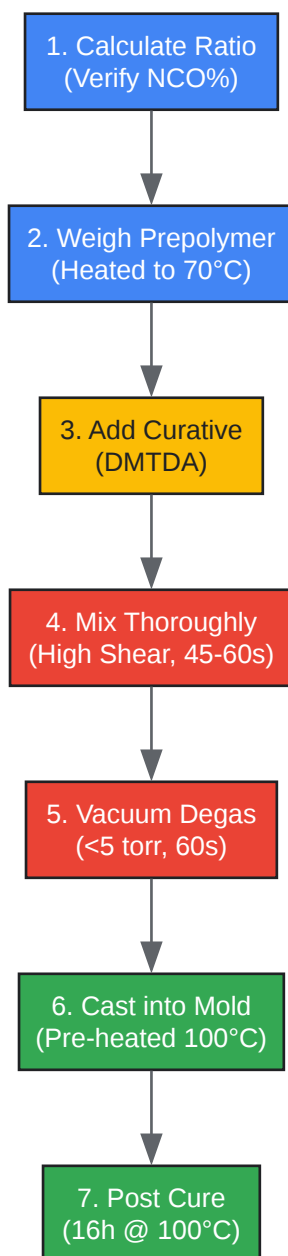 1. Calculate Ratio
(Verify NCO%)
2. Weigh Prepolymer
(Heated to 70°C)
3. Add Curative
(DMTDA)
4. Mix Thoroughly
(High Shear, 45-60s)
5. Vacuum Degas
(<5 torr, 60s)
6. Cast into Mold
(Pre-heated 100°C)
7. Post Cure
(16h @ 100°C)